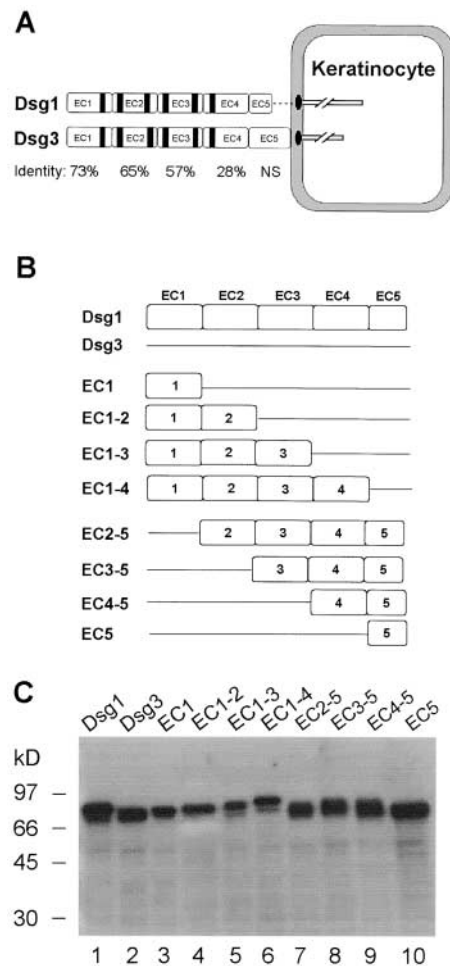 A
Keratinocyte
Dsg1 EC1 EC2 EC3 EC4 EC5
Dsg3 EC1 EC2 EC3 EC4 EC5
Identity: 73% 65% 57% 28% NS
B
EC1 EC2 EC3 EC4 EC5
Dsg1
Dsg3
EC1 1
EC1-2 1 2
EC1-3 1 2 3
EC1-4 1 2 3 4
EC2-5 2 3 4 5
EC3-5 3 4 5
EC4-5 4 5
EC5 5
C
Dsg1 Dsg3 EC1 EC1-2 EC1-3 EC1-4 EC2-5 EC3-5 EC4-5 EC5
kD
97
66
45
30
1 2 3 4 5 6 7 8 9 10